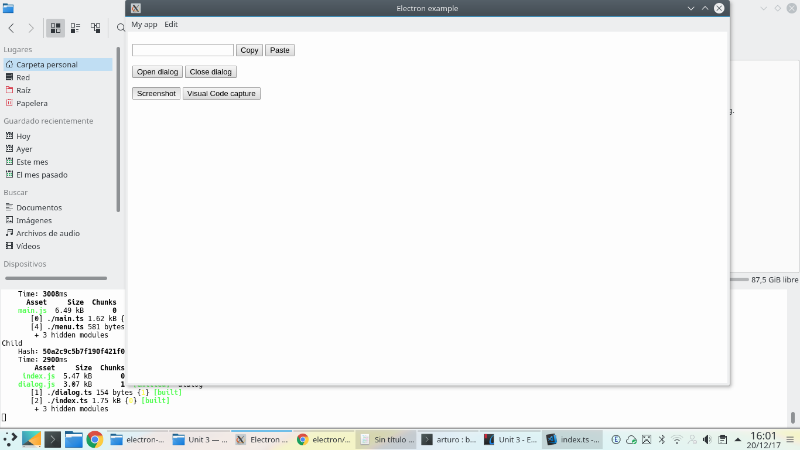 Electron example
My app Edit
Copy Paste
Open dialog Close dialog
Screenshot Visual Code capture
Lugares
Carpeta personal
Red
Raíz
Papelera
Guardado recientemente
Hoy
Ayer
Este mes
El mes pasado
Buscar
Documentos
Imágenes
Archivos de audio
Vídeos
Dispositivos
87,5 GiB libre
Time: 3008ms
Asset Size Chunks
main.js 6.49 kB 0
[0] ./main.ts 1.62 kB {
[4] ./menu.ts 581 bytes
+ 3 hidden modules
Child
Hash: 50a2c9c5b7f190f421f0
Time: 2900ms
Asset Size Chunks
index.js 5.47 kB 0
dialog.js 3.07 kB 1
[1] ./dialog.ts 154 bytes {1} [built]
[2] ./index.ts 1.75 kB {0} [built]
+ 3 hidden modules
electron-... Unit 3 — ... Electron ... electron/... Sin título ... arturo : b... Unit 3 - E... index.ts -... 16:01
20/12/17